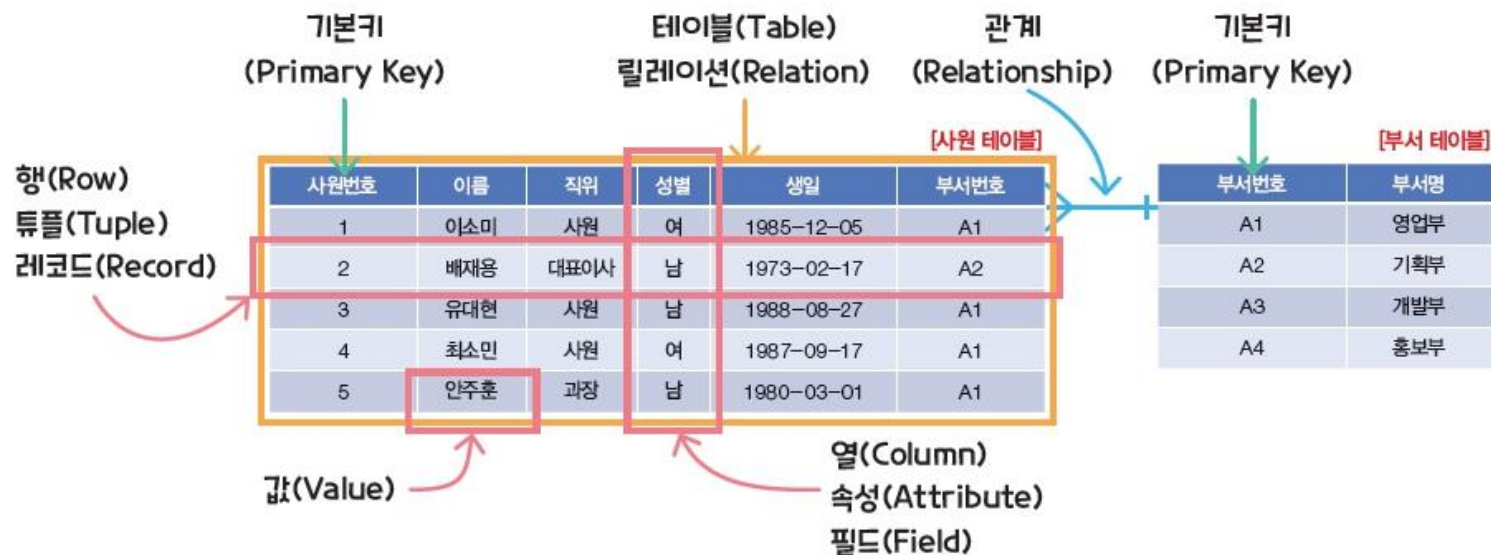 기본키
(Primary Key)
테이블(Table)
릴레이션(Relation)
관계
(Relationship)
기본키
(Primary Key)
행(Row)
튜플(Tuple)
레코드(Record)
[사원 테이블]
사원번호 이름 직위 성별 생일 부서번호
1 이소미 사원 여 1985-12-05 A1
2 배재용 대표이사 남 1973-02-17 A2
3 유대현 사원 남 1988-08-27 A1
4 최소민 사원 여 1987-09-17 A1
5 안주훈 과장 남 1980-03-01 A1
[부서 테이블]
부서번호 부서명
A1 영업부
A2 기획부
A3 개발부
A4 홍보부
값(Value)
열(Column)
속성(Attribute)
필드(Field)